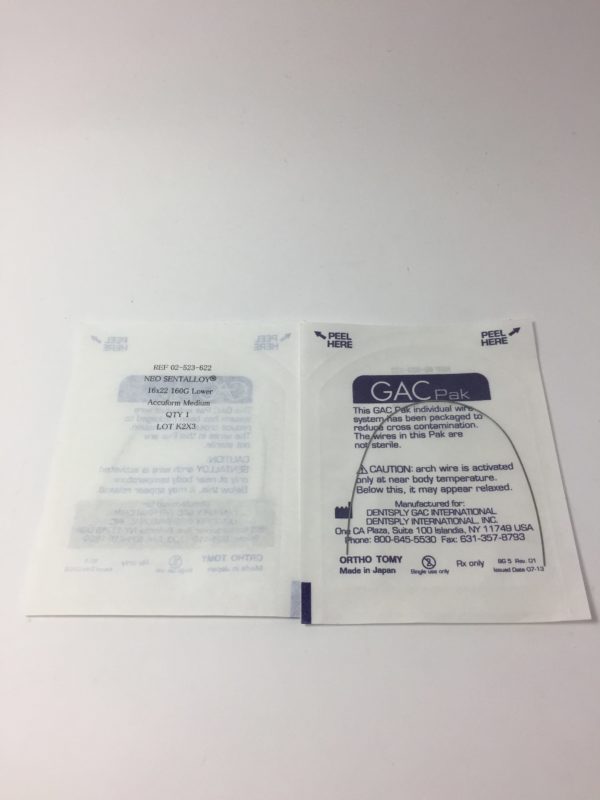 REF 02-523-622
NEO SENTALLOY®
16x22 160G Lower
Accuform Medium
QTY 1
LOT K2X3
PEEL
HERE
PEEL
HERE
GAC Pak
This GAC Pak individual wire
system has been packaged to
reduce cross contamination.
The wires in this Pak are
not sterile.
CAUTION: arch wire is activated
only at near body temperature.
Below this, it may appear relaxed.
Manufactured for:
DENTSPLY GAC INTERNATIONAL
DENTSPLY INTERNATIONAL, INC.
One CA Plaza, Suite 100 Islandia, NY 11749 USA
Phone: 800-645-5530 Fax: 631-357-8793
ORTHO TOMY
Made in Japan
Single use only
Rx only
BG 5 Rev. 01
Issued Date 07-13